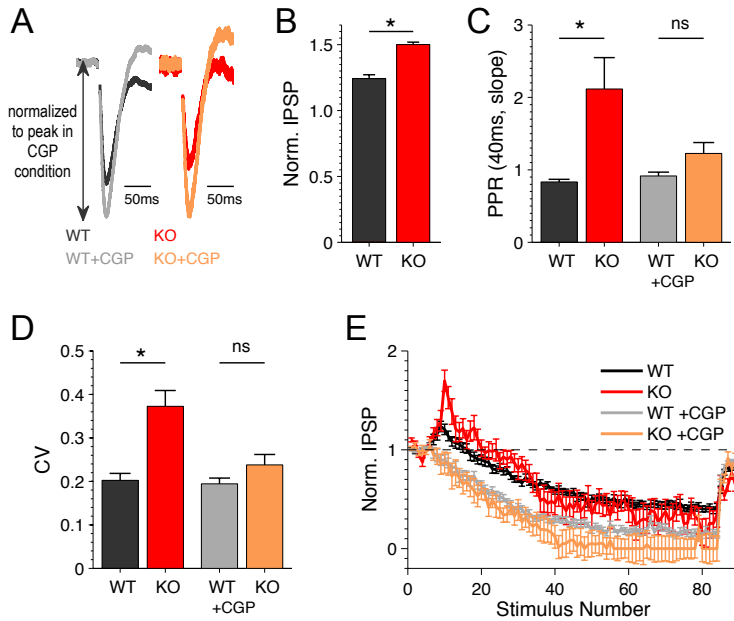 A
normalized
to peak in
CGP
condition
50ms
50ms
WT
KO
WT+CGP
KO+CGP
B
Norm. IPSP
1.5
1.0
0.5
0.0
*
WT
KO
C
PPR (40ms, slope)
3
2
1
0
*
ns
WT
KO
WT
KO
+CGP
D
CV
0.5
0.4
0.3
0.2
0.1
0
*
ns
WT
KO
WT
KO
+CGP
E
Norm. IPSP
2
1
0
WT
KO
WT +CGP
KO +CGP
0
20
40
60
80
Stimulus Number